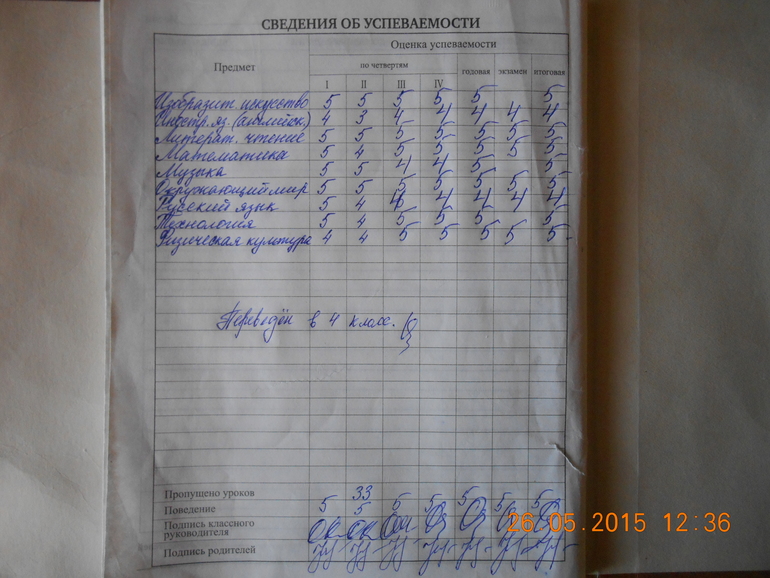 СВЕДЕНИЯ ОБ УСПЕВАЕМОСТИ
Предмет Оценка успеваемости
по четвертям годовая экзамен итоговая
I II III IV
Изобразит. искусство 5 5 5 5 5 5
Иностр. яз. (английск.) 4 3 4 4 4 4 4
Литерат. чтение 5 5 5 5 5 5 5
Математика 5 4 5 5 5 5 5
Музыка 5 5 4 4 5 5
Окружающий мир 5 5 5 5 5 5 5
Русский язык 5 4 4 4 4 4 4
Технология 5 4 5 5 5 5
Физическая культура 4 4 5 5 5 5 5
Переведён в 4 класс.
Пропущено уроков 33
Поведение 5 5 5 5 5 5 5
Подпись классного
руководителя
Подпись родителей
26.05.2015 12:36